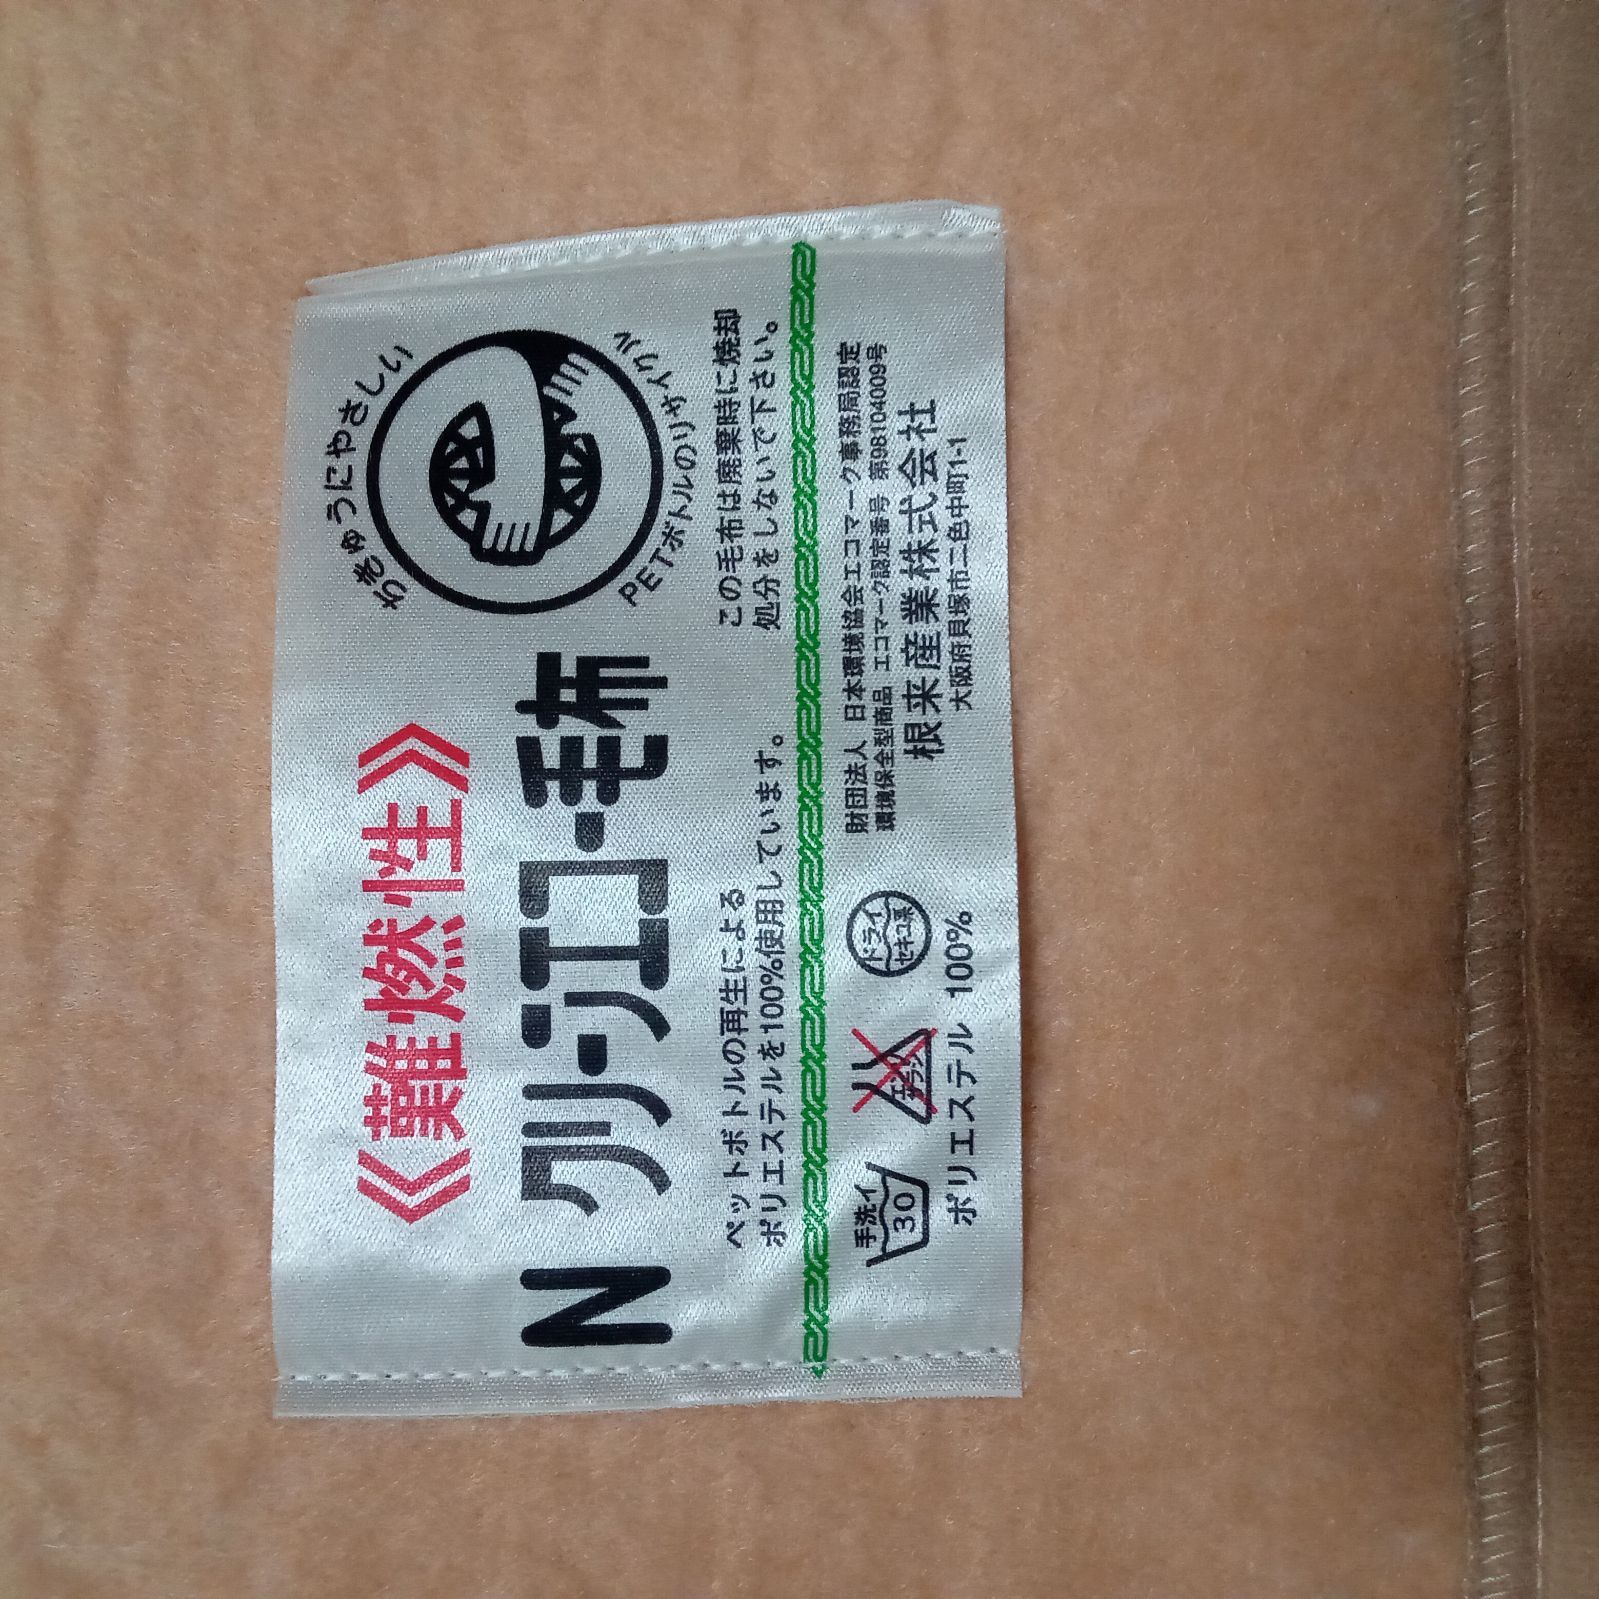 《難燃性》
N クリーンエコ・毛布
ちきゅうにやさしい
PETボトルのリサイクル
ペットボトルの再生による
ポリエステルを100%使用しています。
この毛布は廃棄時に焼却
処分をしないで下さい。
手洗イ
30
エンソ
サラシ
ドライ
セキユ系
ポリエステル 100%
財団法人 日本環境協会エコマーク事務局認定
環境保全型商品 エコマーク認定番号 第98104009号
根来産業株式会社
大阪府貝塚市二色中町1-1